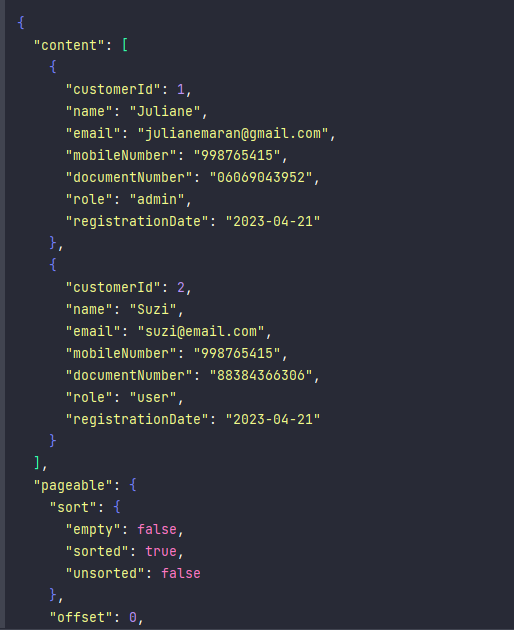 {
  "content": [
    {
      "customerId": 1,
      "name": "Juliane",
      "email": "julianemaran@gmail.com",
      "mobileNumber": "998765415",
      "documentNumber": "06069043952",
      "role": "admin",
      "registrationDate": "2023-04-21"
    },
    {
      "customerId": 2,
      "name": "Suzi",
      "email": "suzi@email.com",
      "mobileNumber": "998765415",
      "documentNumber": "88384366306",
      "role": "user",
      "registrationDate": "2023-04-21"
    }
  ],
  "pageable": {
    "sort": {
      "empty": false,
      "sorted": true,
      "unsorted": false
    },
    "offset": 0,